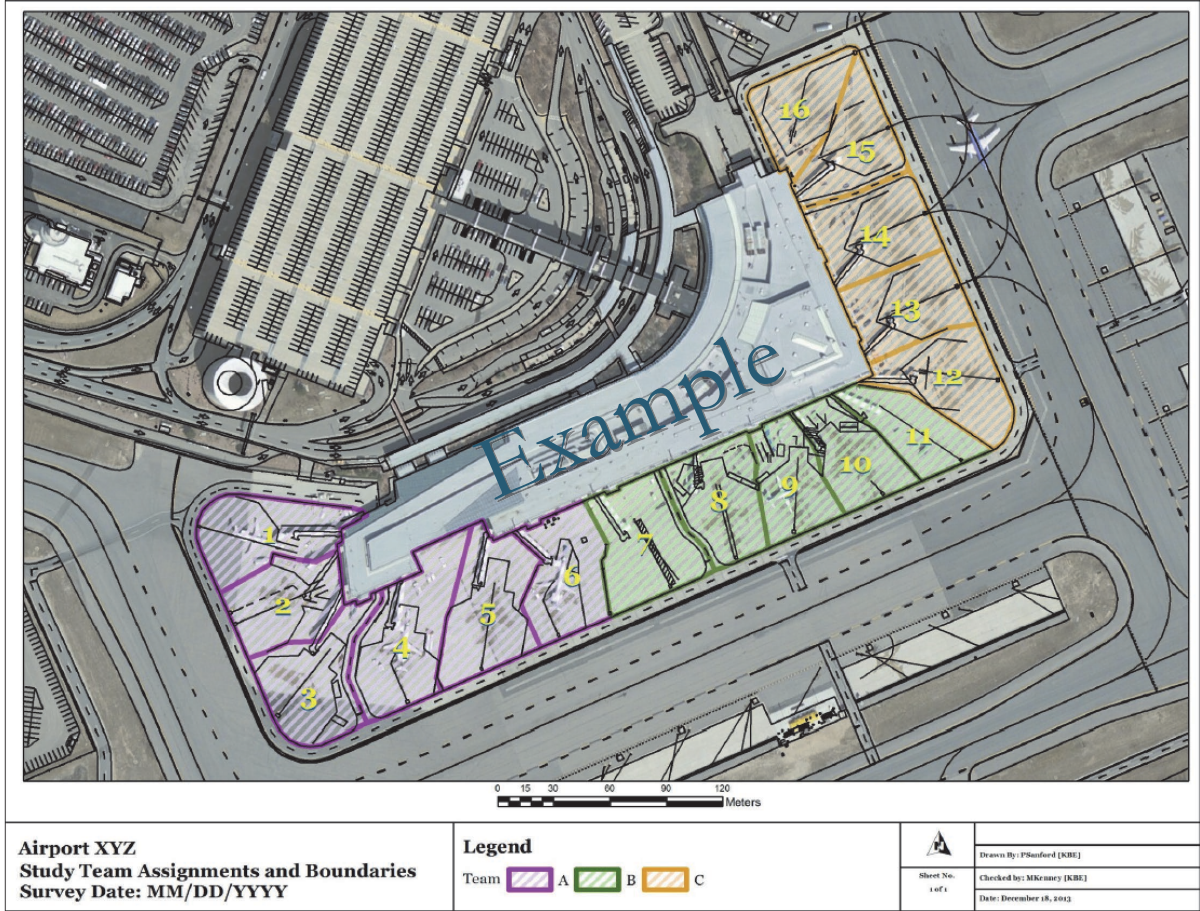 16
15
14
13
12
Example
11
10
9
8
7
6
5
4
3
2
1
0 15 30 60 90 120
Meters
Airport XYZ
Study Team Assignments and Boundaries
Survey Date: MM/DD/YYYY
Legend
Team A B C
Sheet No.
1 of 1
Drawn By: PSanford [KBE]
Checked by: MKenney [KBE]
Date: December 18, 2013